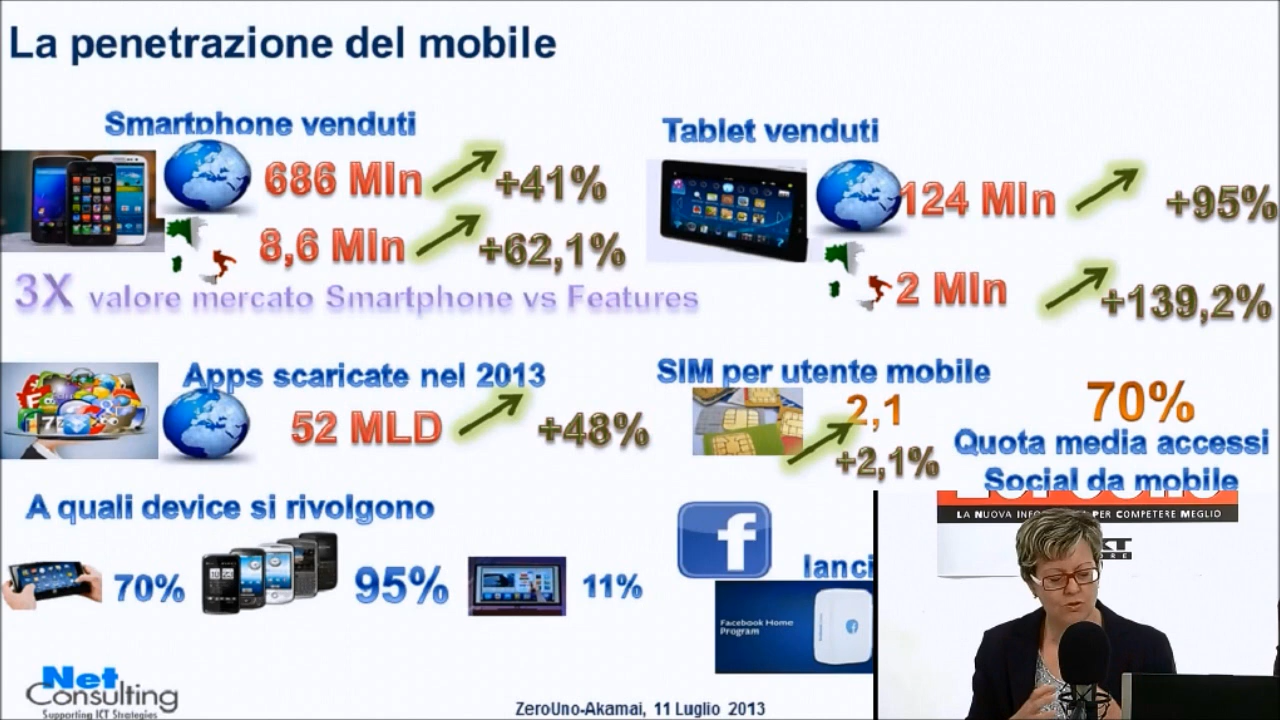 La penetrazione del mobile
Smartphone venduti
686 Mln
+41%
8,6 Mln
+62,1%
3X valore mercato Smartphone vs Features
Tablet venduti
124 Mln
+95%
2 Mln
+139,2%
Apps scaricate nel 2013
52 MLD
+48%
SIM per utente mobile
2,1
+2,1%
70%
Quota media accessi
Social da mobile
A quali device si rivolgono
70%
95%
11%
lanci
Facebook Home
Program
LA NUOVA PER COMPETERE MEGLIO
Net
Consulting
Supporting ICT Strategies
ZeroUno-Akamai, 11 Luglio 2013